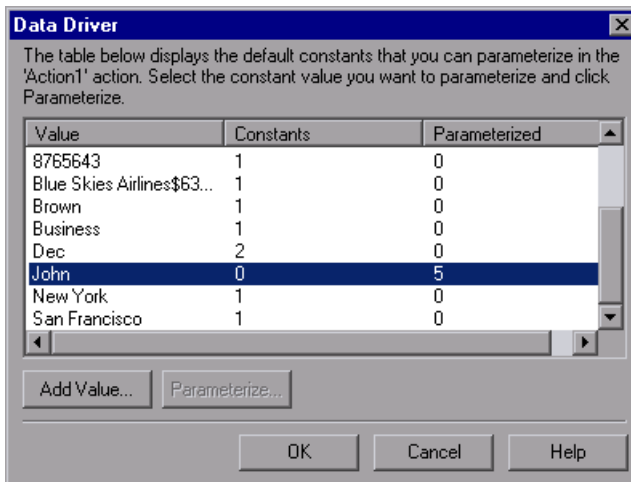 Data Driver
The table below displays the default constants that you can parameterize in the
'Action1' action. Select the constant value you want to parameterize and click
Parameterize.
Value Constants Parameterized
8765643 1 0
Blue Skies Airlines$63... 1 0
Brown 1 0
Business 1 0
Dec 2 0
John 0 5
New York 1 0
San Francisco 1 0
Add Value... Parameterize...
OK Cancel Help